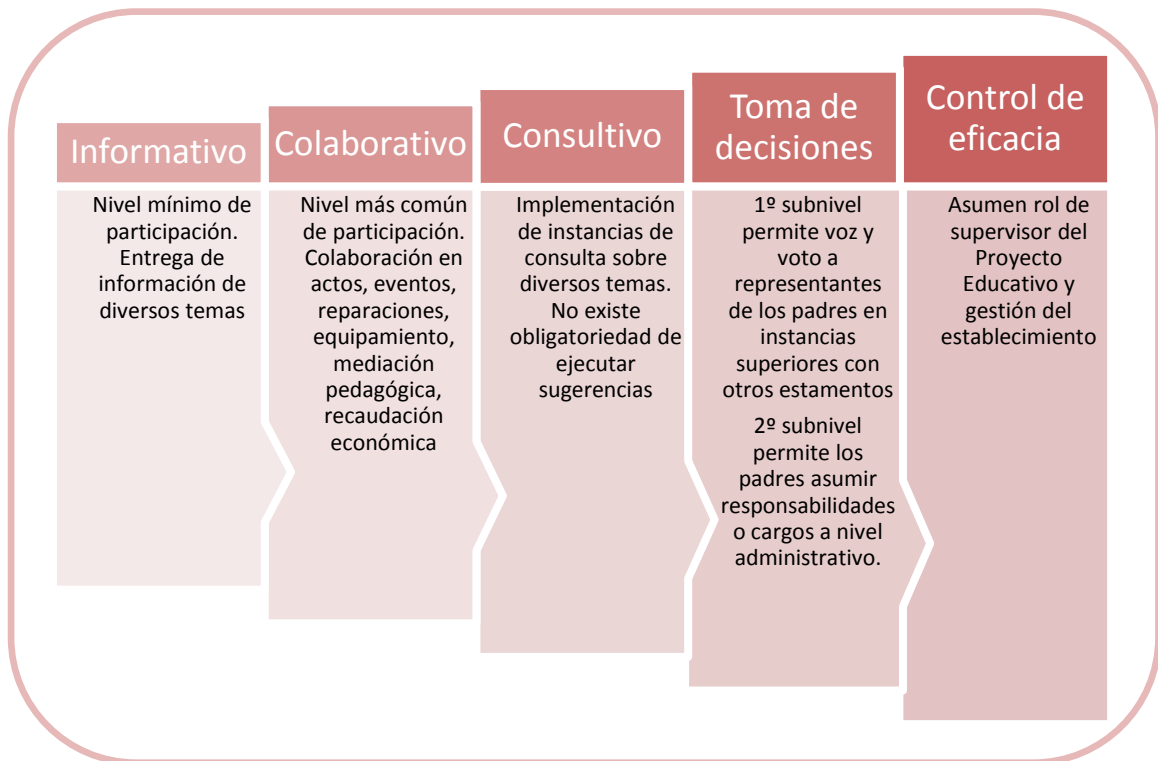 Informativo
Nivel mínimo de
participación.
Entrega de
información de
diversos temas
Colaborativo
Nivel más común
de participación.
Colaboración en
actos, eventos,
reparaciones,
equipamiento,
mediación
pedagógica,
recaudación
económica
Consultivo
Implementación
de instancias de
consulta sobre
diversos temas.
No existe
obligatoriedad de
ejecutar
sugerencias
Toma de
decisiones
1º subnivel
permite voz y
voto a
representantes
de los padres en
instancias
superiores con
otros estamentos
2º subnivel
permite los
padres asumir
responsabilidades
o cargos a nivel
administrativo.
Control de
eficacia
Asumen rol de
supervisor del
Proyecto
Educativo y
gestión del
establecimiento